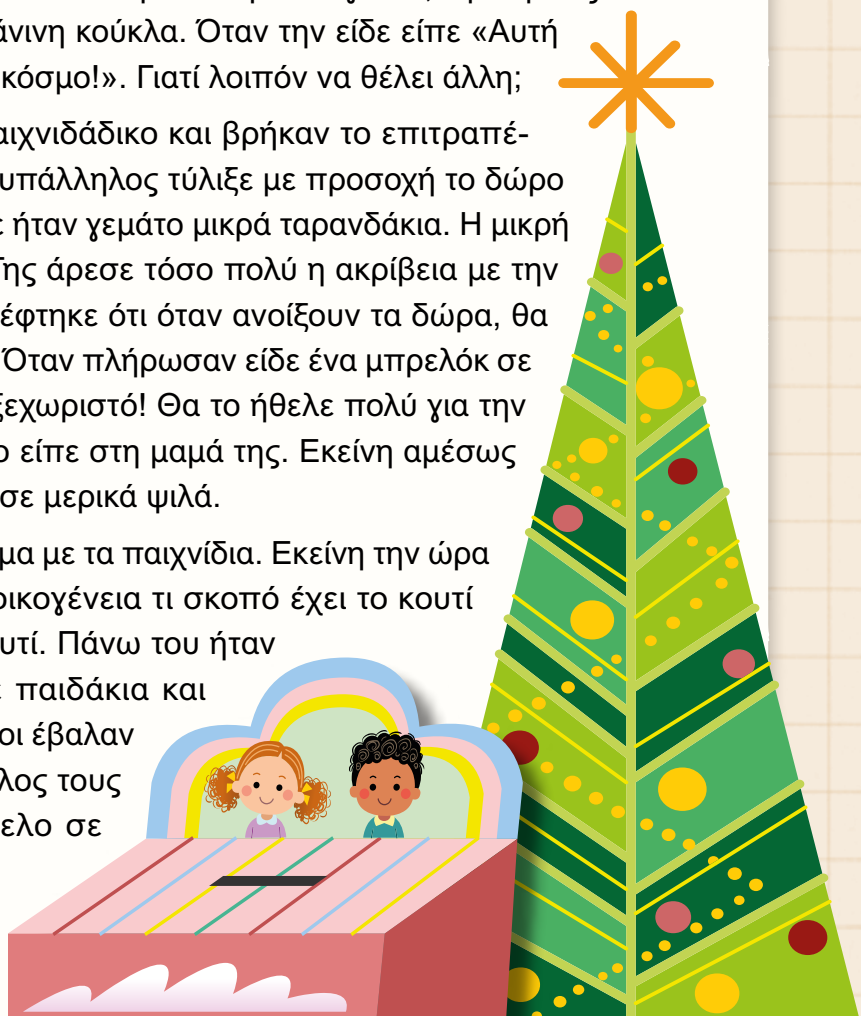 άνινη κούκλα. Όταν την είδε είπε «Αυτή
κόσμο!». Γιατί λοιπόν να θέλει άλλη;
αιχνιδάδικο και βρήκαν το επιτραπέ-
υπάλληλος τύλιξε με προσοχή το δώρο
ήταν γεμάτο μικρά ταρανδάκια. Η μικρή
Της άρεσε τόσο πολύ η ακρίβεια με την
έφτηκε ότι όταν ανοίξουν τα δώρα, θα
Όταν πλήρωσαν είδε ένα μπρελόκ σε
ξεχωριστό! Θα το ήθελε πολύ για την
ο είπε στη μαμά της. Εκείνη αμέσως
σε μερικά ψιλά.
μα με τα παιχνίδια. Εκείνη την ώρα
οικογένεια τι σκοπό έχει το κουτί
υτί. Πάνω του ήταν
ε παιδάκια και
οι έβαλαν
λος τους
ελο σε